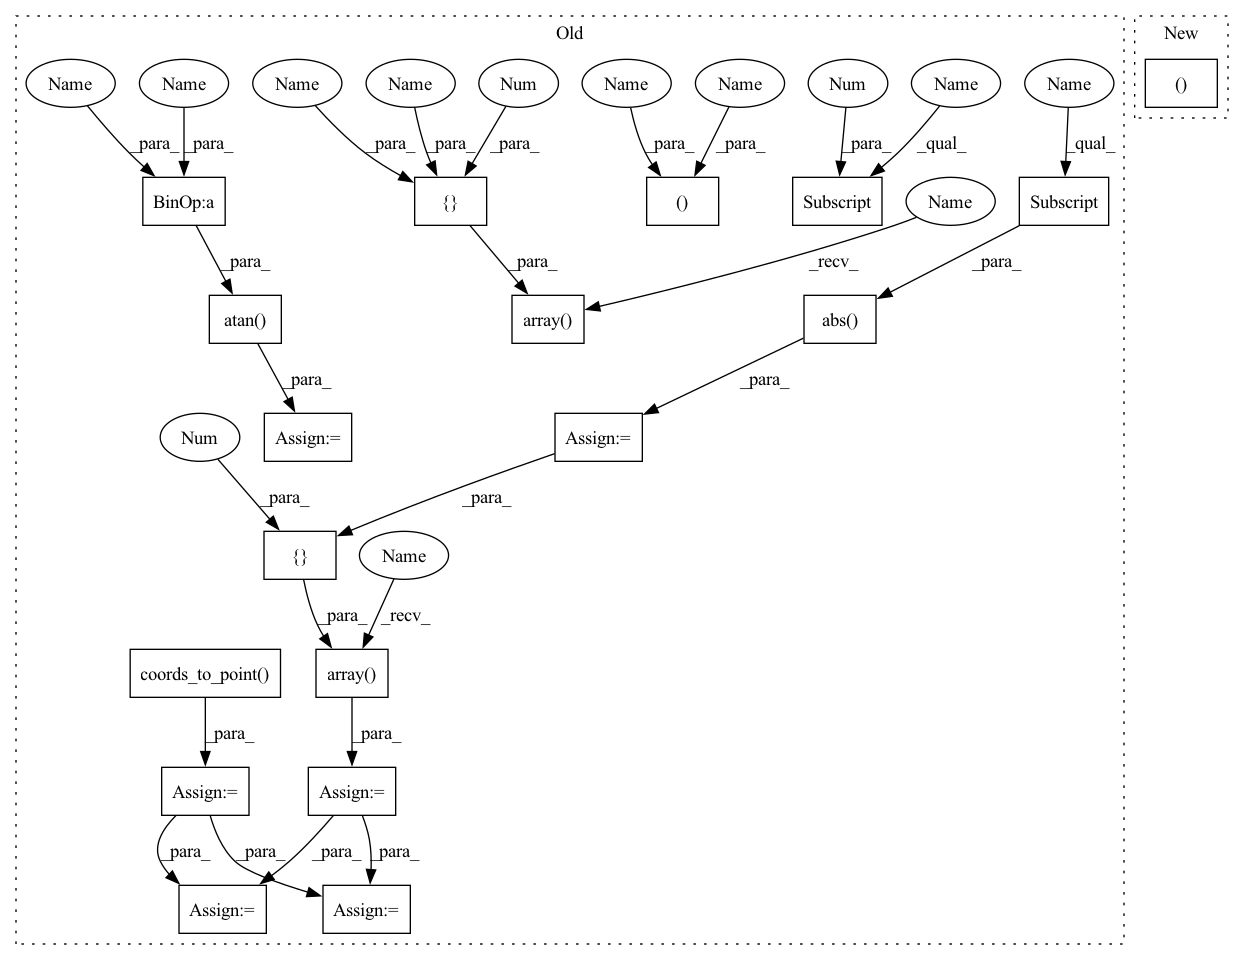 Old
New
Name
Name
Name
Name
Num
Name
Name
Num
Name
Name
()
_para_
_para_
_para_
_para_
_para_
_para_
_para_
_para_
_qual_
_qual_
BinOp:a
{}
()
Subscript
Name
Subscript
_para_
_para_
_recv_
_para_
atan()
array()
abs()
_para_
_para_
Num
Assign:=
Assign:=
_para_
_para_
{}
Name
_para_
_recv_
coords_to_point()
array()
_para_
_para_
Assign:=
Assign:=
_para_
_para_
_para_
_para_
Assign:=
Assign:=